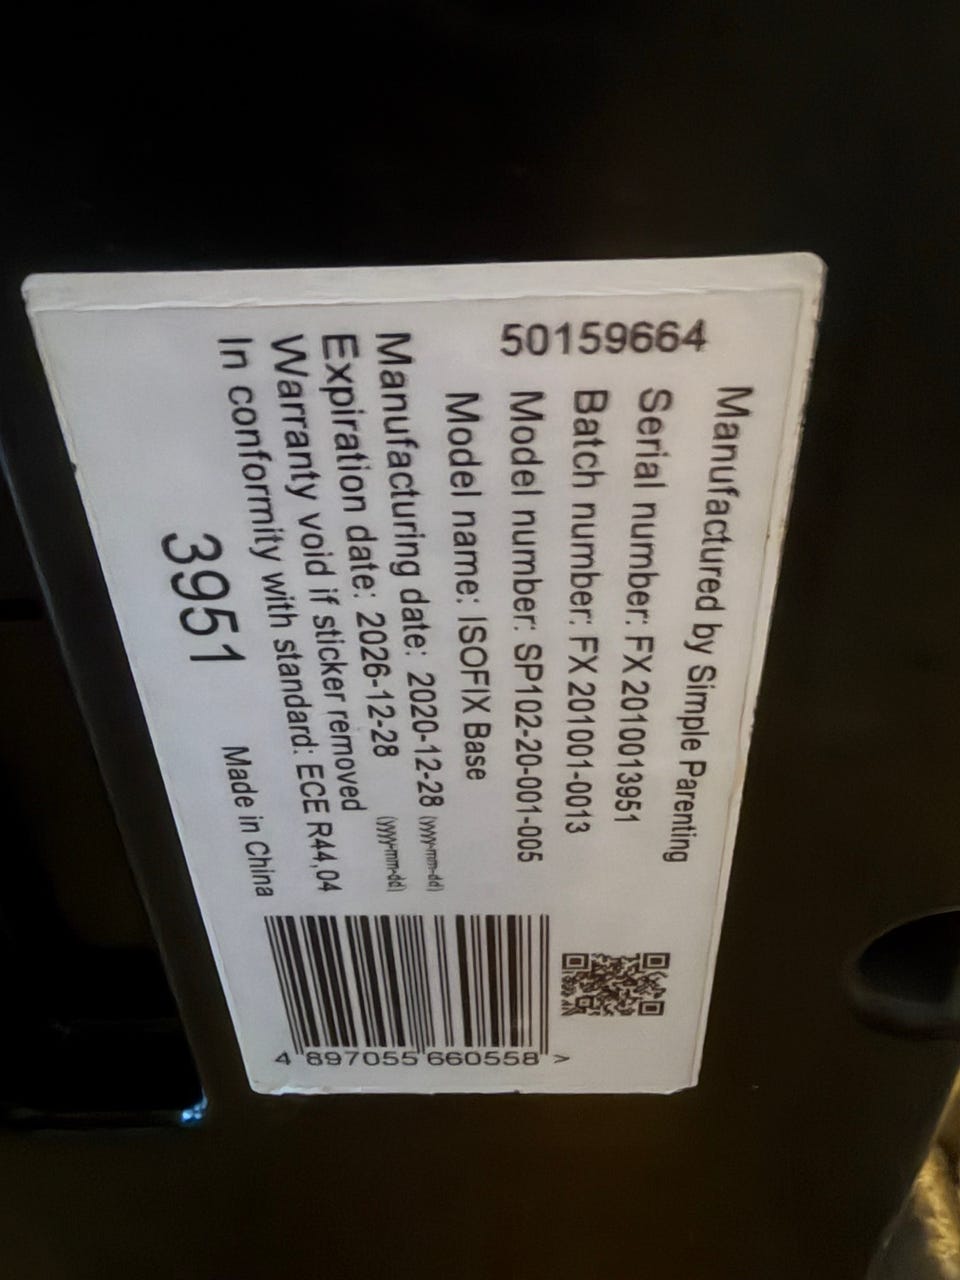 Manufactured by Simple Parenting
50159664
Serial number: FX 2010013951
Batch number: FX 201001-0013
Model number: SP102-20-001-005
Model name: ISOFIX Base
Manufacturing date: 2020-12-28 (yyyy-mm-dd)
Expiration date: 2026-12-28 (yyyy-mm-dd)
Warranty void if sticker removed
In conformity with standard: ECE R44,04
3951
Made in China
4 897055 660558 >